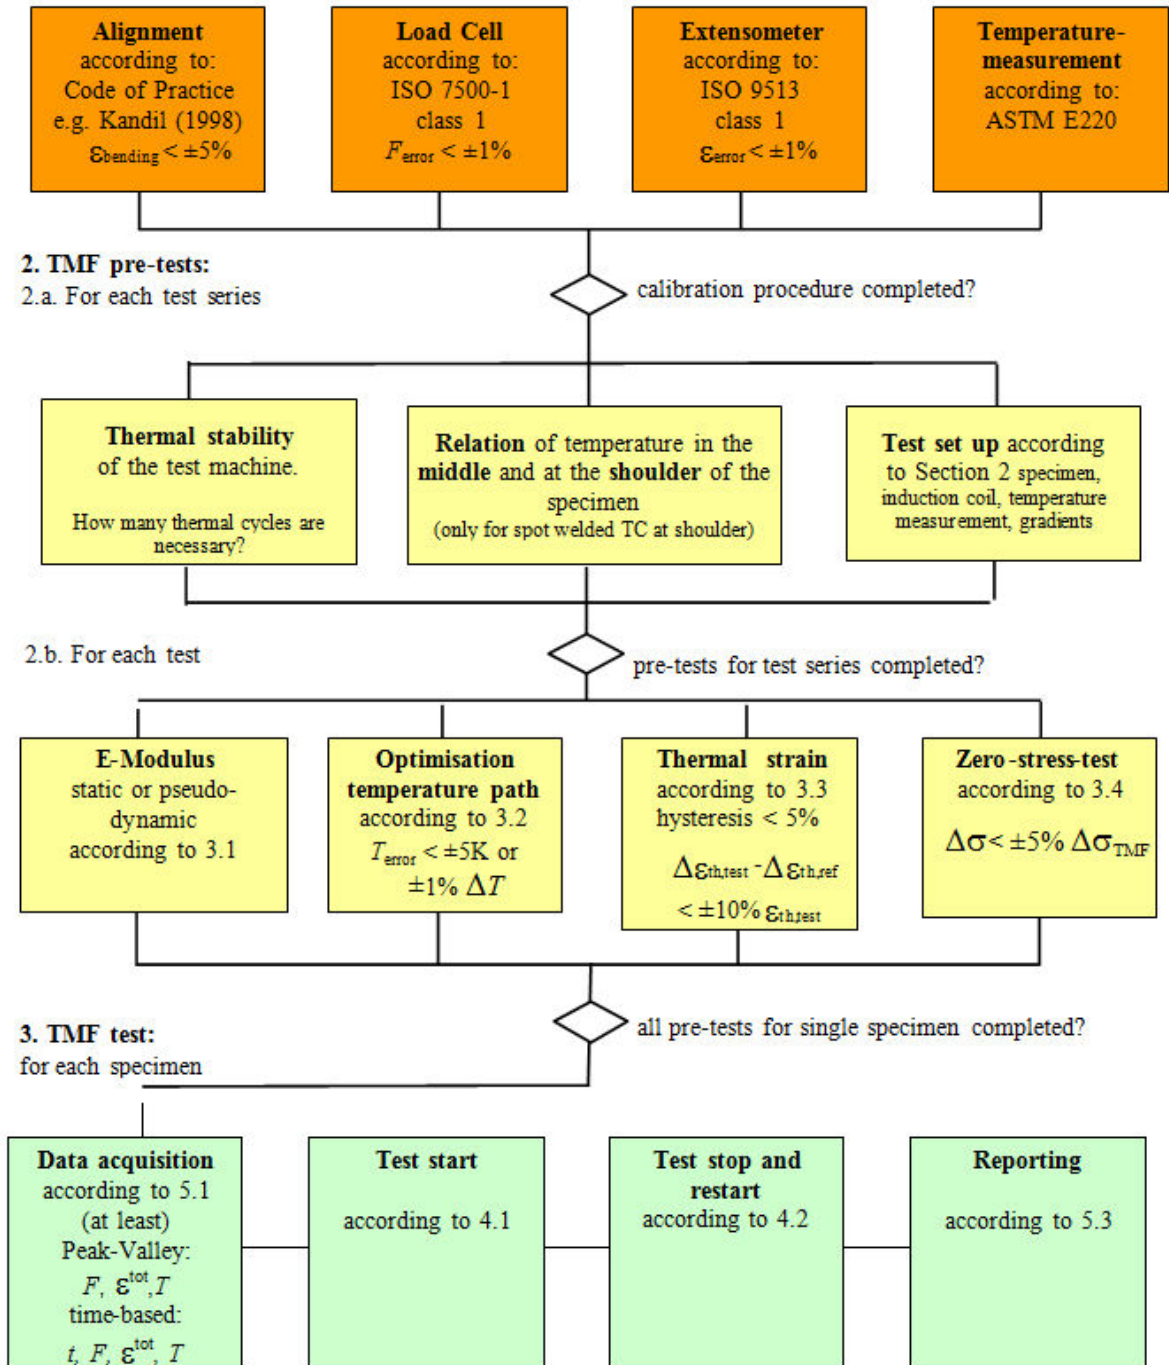 Alignment
according to:
Code of Practice
e.g. Kandil (1998)
εbending < ±5%
Load Cell
according to:
ISO 7500-1
class 1
Ferror < ±1%
Extensometer
according to:
ISO 9513
class 1
εerror < ±1%
Temperature-
measurement
according to:
ASTM E220
2. TMF pre-tests:
2.a. For each test series
calibration procedure completed?
Thermal stability
of the test machine.
How many thermal cycles are
necessary?
Relation of temperature in the
middle and at the shoulder of the
specimen
(only for spot welded TC at shoulder)
Test set up according
to Section 2 specimen,
induction coil, temperature
measurement, gradients
2.b. For each test
pre-tests for test series completed?
E-Modulus
static or pseudo-
dynamic
according to 3.1
Optimisation
temperature path
according to 3.2
Terror < ±5K or
±1% ΔT
Thermal strain
according to 3.3
hysteresis < 5%
Δεth,test -Δεth,ref
< ±10% εth,test
Zero-stress-test
according to 3.4
Δσ< ±5% ΔσTMF
3. TMF test:
for each specimen
all pre-tests for single specimen completed?
Data acquisition
according to 5.1
(at least)
Peak-Valley:
F, εtot,T
time-based:
t, F, εtot, T
Test start
according to 4.1
Test stop and
restart
according to 4.2
Reporting
according to 5.3